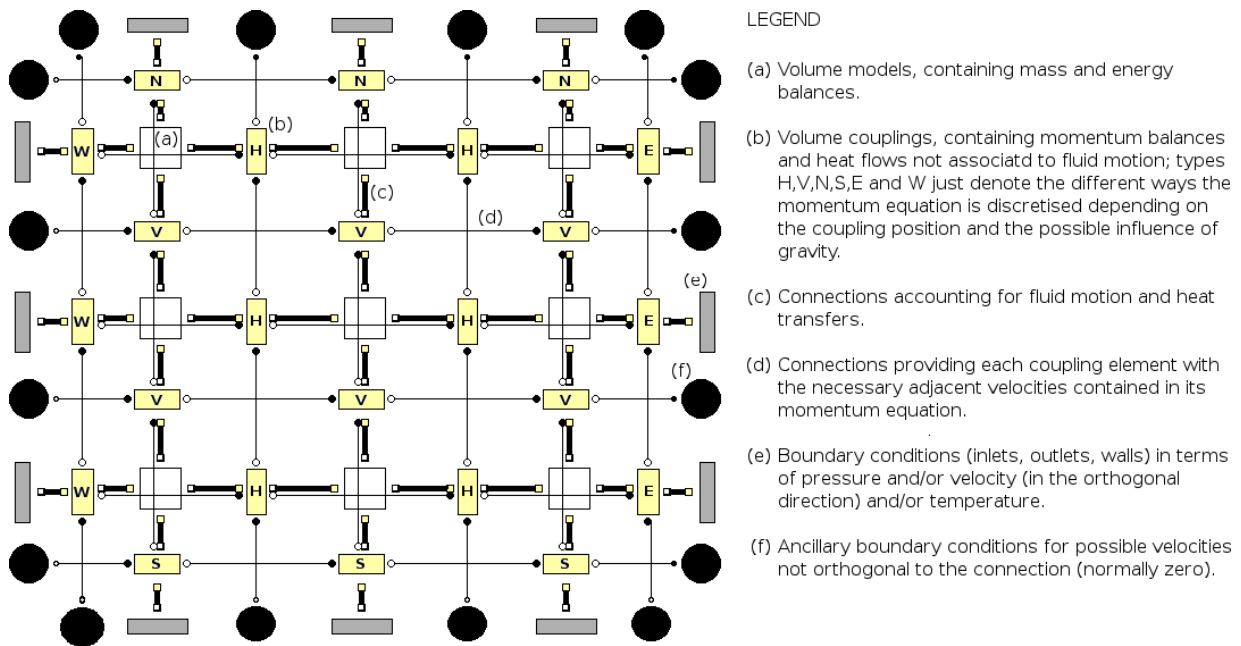 LEGEND
(a) Volume models, containing mass and energy
balances.
(b) Volume couplings, containing momentum balances
and heat flows not associatd to fluid motion; types
H,V,N,S,E and W just denote the different ways the
momentum equation is discretised depending on
the coupling position and the possible influence of
gravity.
(c) Connections accounting for fluid motion and heat
transfers.
(d) Connections providing each coupling element with
the necessary adjacent velocities contained in its
momentum equation.
(e) Boundary conditions (inlets, outlets, walls) in terms
of pressure and/or velocity (in the orthogonal
direction) and/or temperature.
(f) Ancillary boundary conditions for possible velocities
not orthogonal to the connection (normally zero).
N N N
(a) (b)
W H H E
(c)
(d)
V V V
(e)
W H H E
(f)
V V V
W H H E
S S S